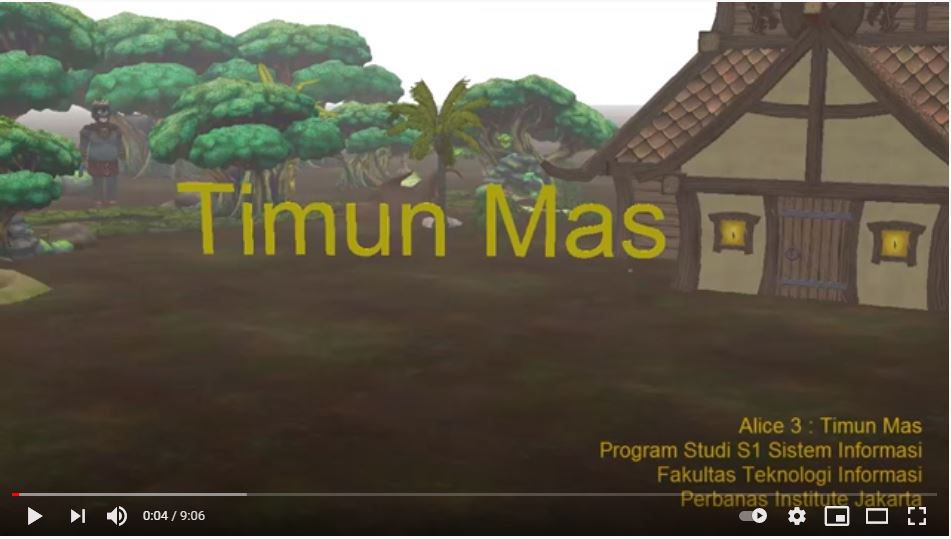 Timun Mas
Alice 3 : Timun Mas
Program Studi S1 Sistem Informasi
Fakultas Teknologi Informasi
Perbanas Institute Jakarta
0:04 / 9:06